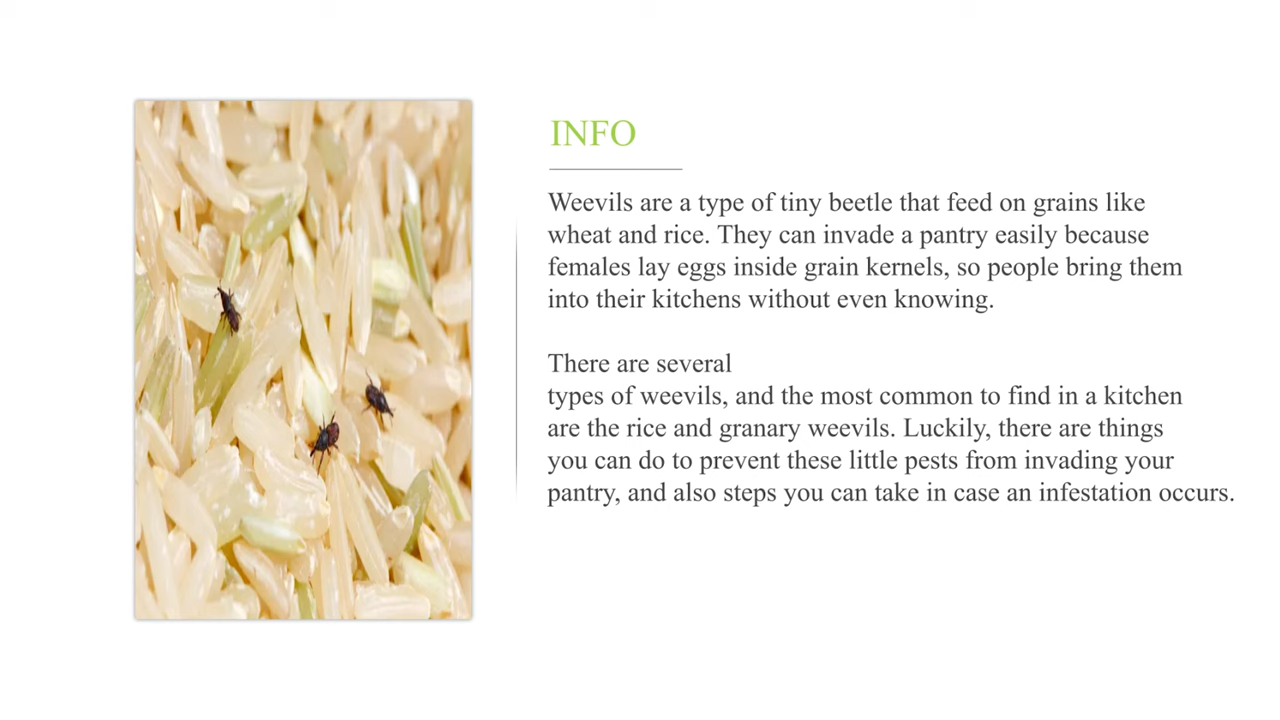 INFO
Weevils are a type of tiny beetle that feed on grains like
wheat and rice. They can invade a pantry easily because
females lay eggs inside grain kernels, so people bring them
into their kitchens without even knowing.
There are several
types of weevils, and the most common to find in a kitchen
are the rice and granary weevils. Luckily, there are things
you can do to prevent these little pests from invading your
pantry, and also steps you can take in case an infestation occurs.